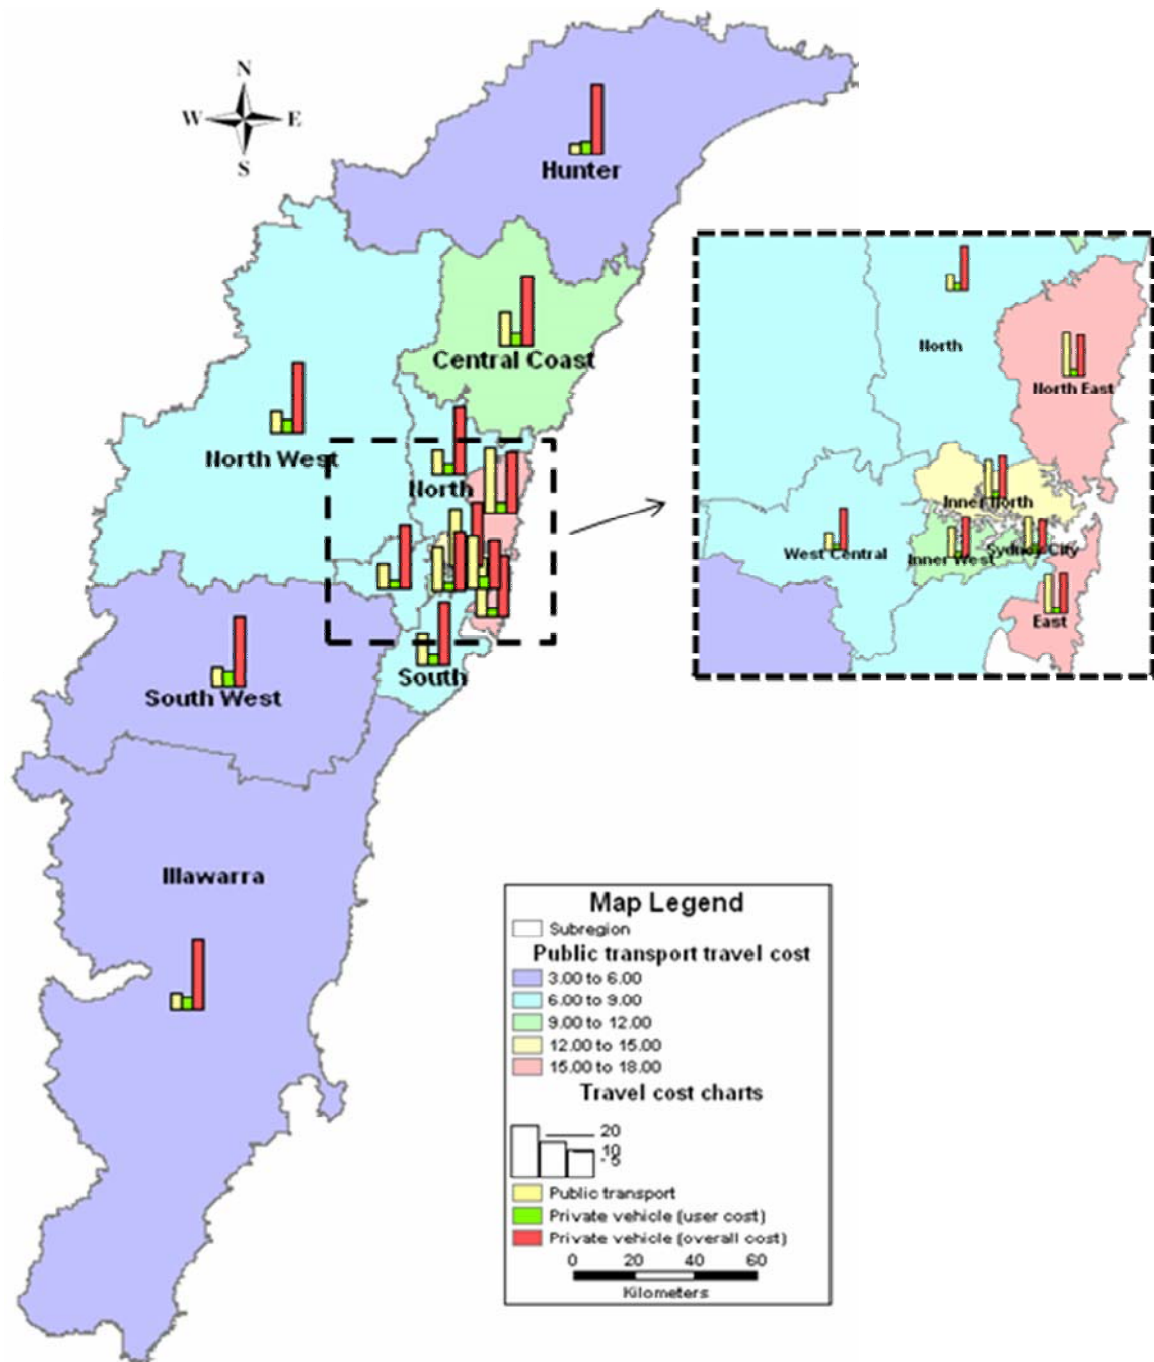 N
W E
S
Hunter
Central Coast
North West
North
South
South West
Illawarra
North
North East
Inner North
West Central
Inner West
Sydney City
East
Map Legend
Subregion
Public transport travel cost
3.00 to 6.00
6.00 to 9.00
9.00 to 12.00
12.00 to 15.00
15.00 to 18.00
Travel cost charts
20
10
5
Public transport
Private vehicle (user cost)
Private vehicle (overall cost)
0 20 40 60
Kilometers